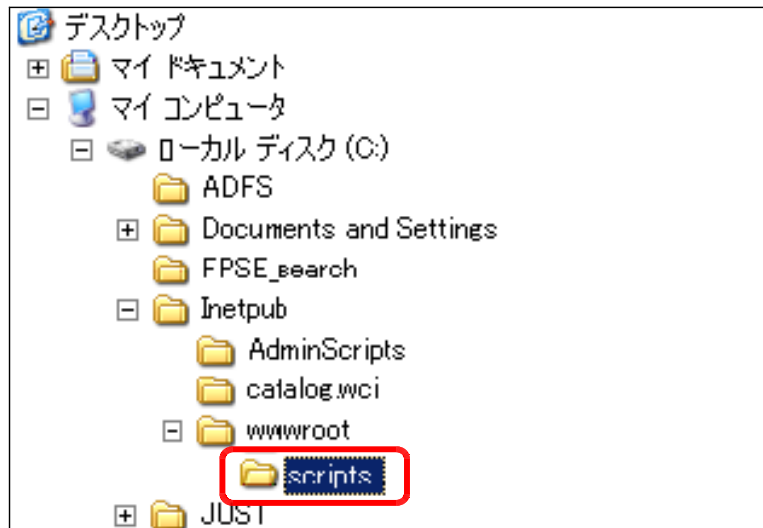 デスクトップ
マイ ドキュメント
マイ コンピュータ
ローカル ディスク (C:)
ADFS
Documents and Settings
FPSE_search
Inetpub
AdminScripts
catalog.wci
wwwroot
scripts
JUST